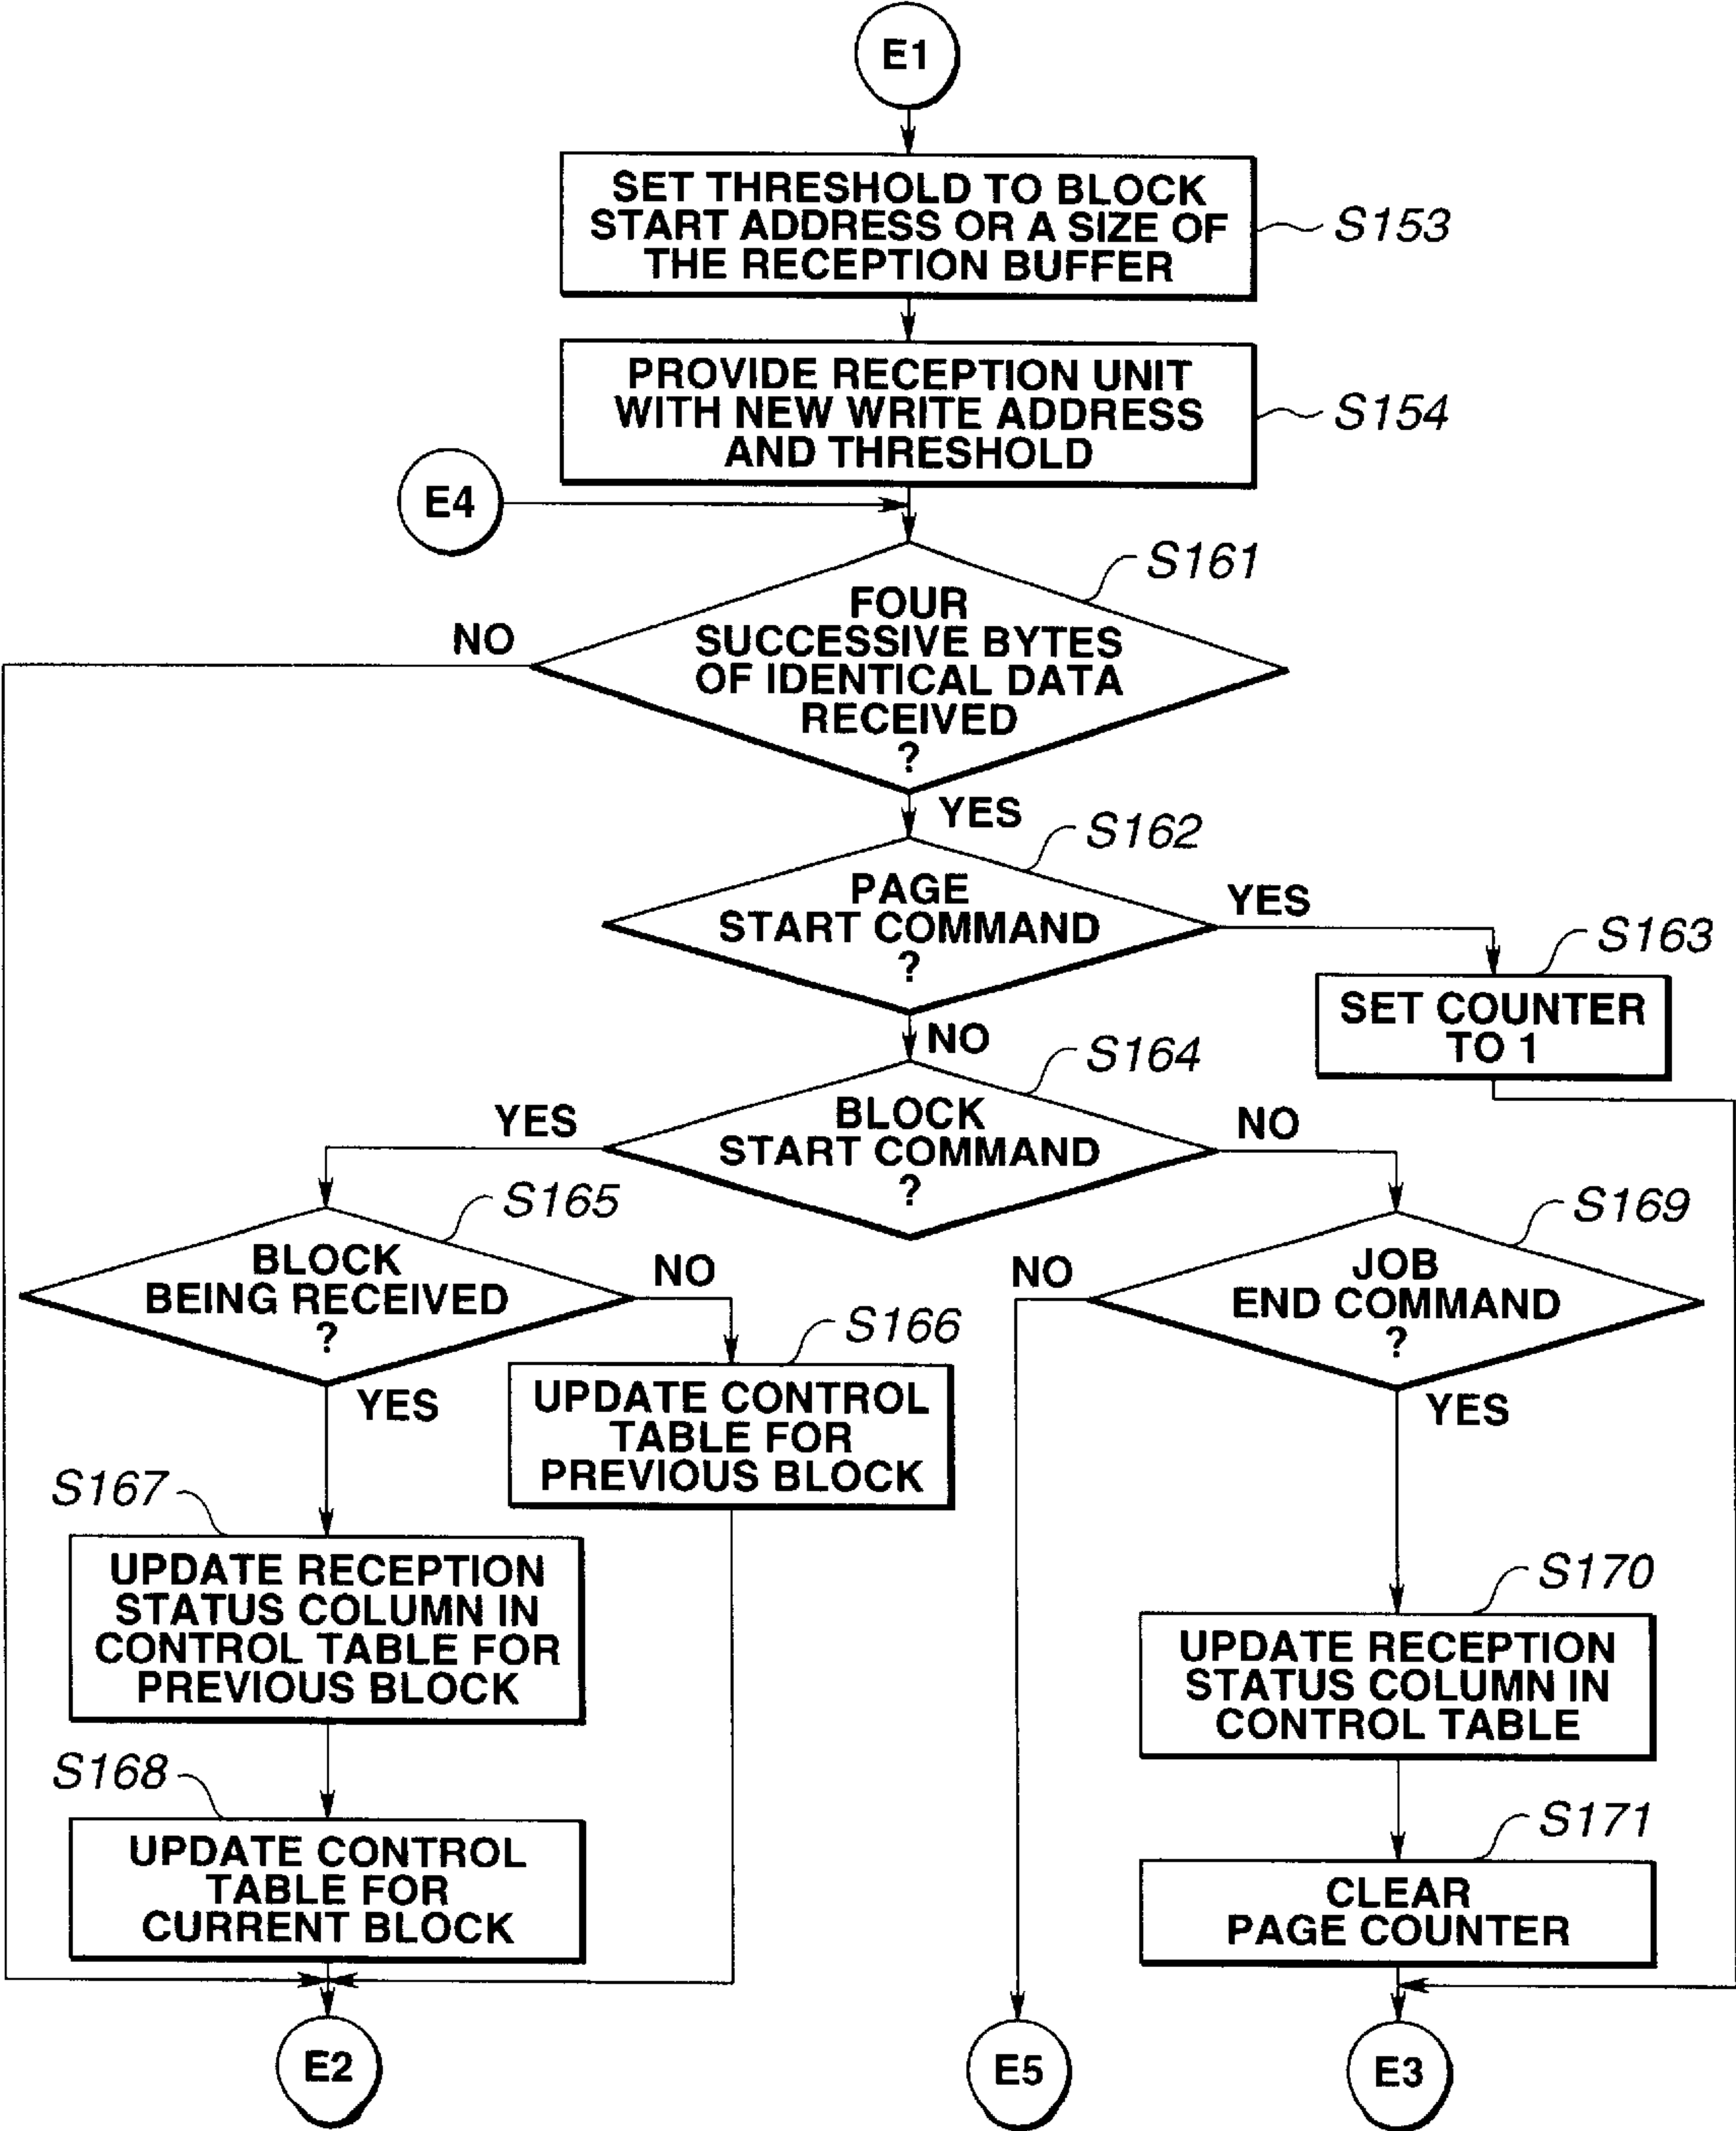 E1
SET THRESHOLD TO BLOCK
START ADDRESS OR A SIZE OF
THE RECEPTION BUFFER
S153
PROVIDE RECEPTION UNIT
WITH NEW WRITE ADDRESS
AND THRESHOLD
S154
E4
S161
FOUR
SUCCESSIVE BYTES
OF IDENTICAL DATA
RECEIVED
?
NO
YES
S162
PAGE
START COMMAND
?
YES
S163
SET COUNTER
TO 1
NO
S164
BLOCK
START COMMAND
?
YES
NO
S165
BLOCK
BEING RECEIVED
?
NO
YES
S166
UPDATE CONTROL
TABLE FOR
PREVIOUS BLOCK
S169
JOB
END COMMAND
?
NO
YES
S167
UPDATE RECEPTION
STATUS COLUMN IN
CONTROL TABLE FOR
PREVIOUS BLOCK
S170
UPDATE RECEPTION
STATUS COLUMN IN
CONTROL TABLE
S168
UPDATE CONTROL
TABLE FOR
CURRENT BLOCK
S171
CLEAR
PAGE COUNTER
E2
E5
E3